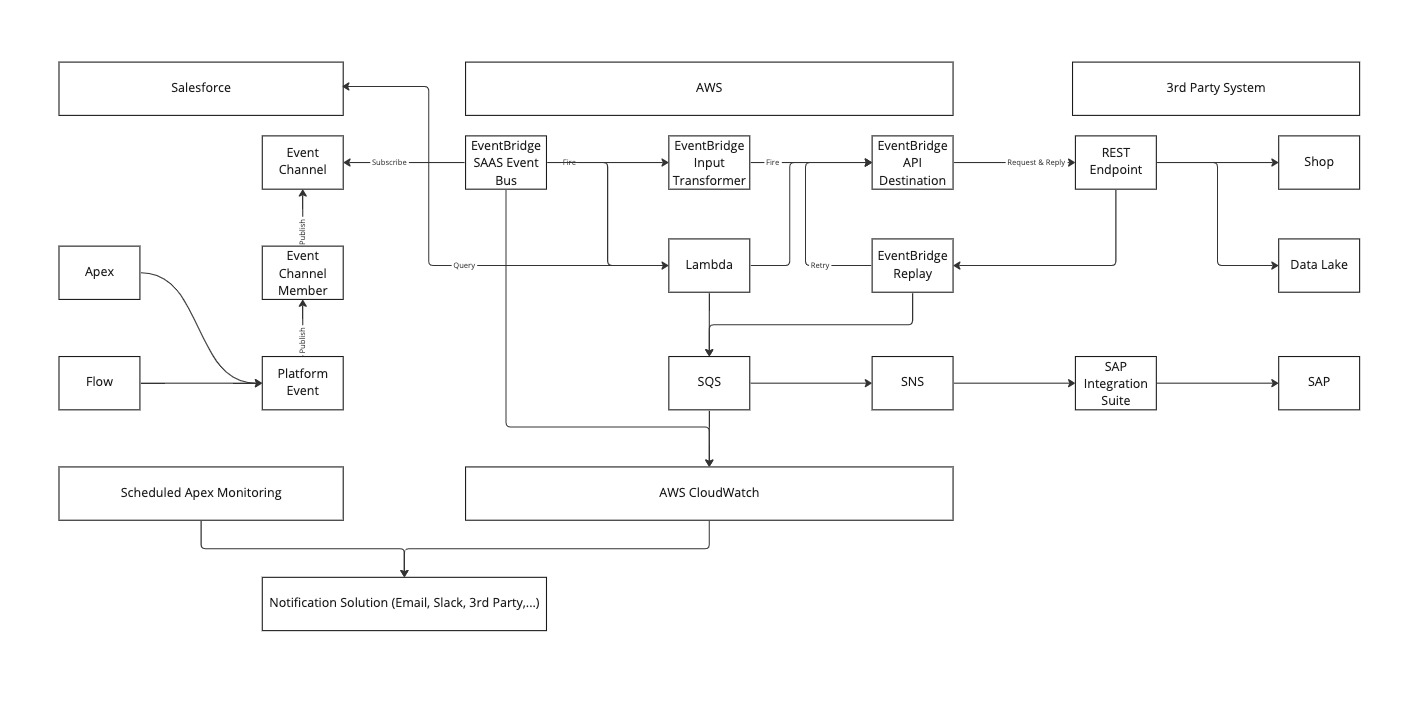 Salesforce
AWS
3rd Party System
Event
Channel
Subscribe
EventBridge
SAAS Event
Bus
Fire
EventBridge
Input
Transformer
Fire
EventBridge
API
Destination
Request & Reply
REST
Endpoint
Shop
Publish
Apex
Event
Channel
Member
Query
Lambda
Retry
EventBridge
Replay
Data Lake
Publish
Flow
Platform
Event
SQS
SNS
SAP
Integration
Suite
SAP
Scheduled Apex Monitoring
AWS CloudWatch
Notification Solution (Email, Slack, 3rd Party,...)